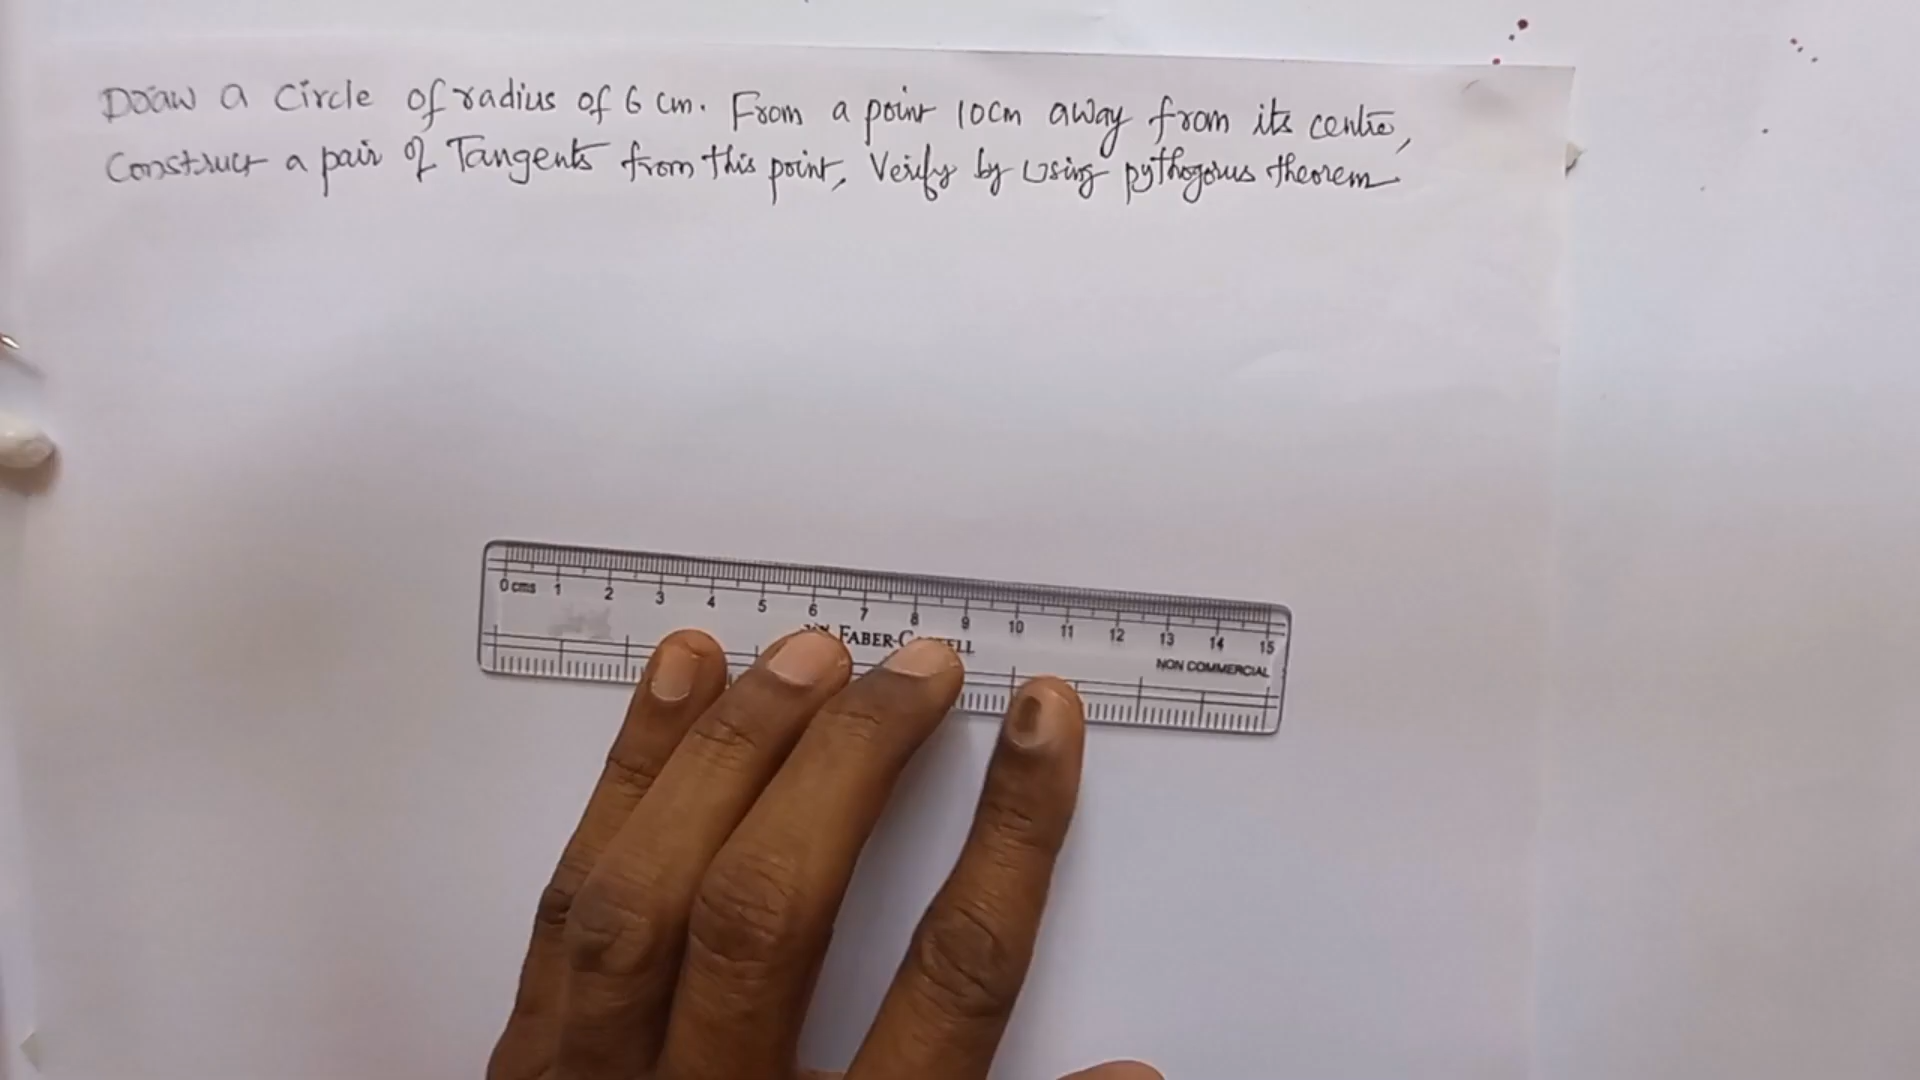 Draw a Circle of radius of 6 cm. From a point 10cm away from its centre,
Construct a pair of Tangents from this point, Verify by Using pythogorus theorem.
0 cms 1 2 3 4 5 6 7 8 9 10 11 12 13 14 15
NON COMMERCIAL